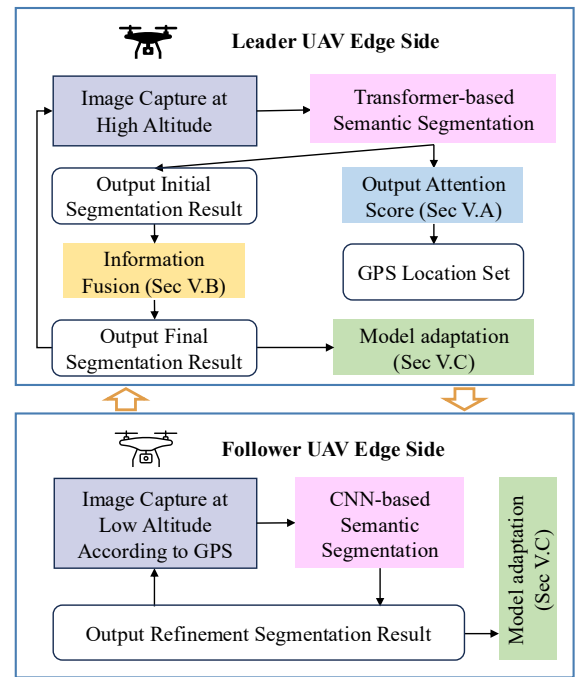 Leader UAV Edge Side
Image Capture at
High Altitude
Transformer-based
Semantic Segmentation
Output Initial
Segmentation Result
Output Attention
Score (Sec V.A)
Information
Fusion (Sec V.B)
GPS Location Set
Output Final
Segmentation Result
Model adaptation
(Sec V.C)
Follower UAV Edge Side
Image Capture at
Low Altitude
According to GPS
CNN-based
Semantic
Segmentation
Model adaptation
(Sec V.C)
Output Refinement Segmentation Result